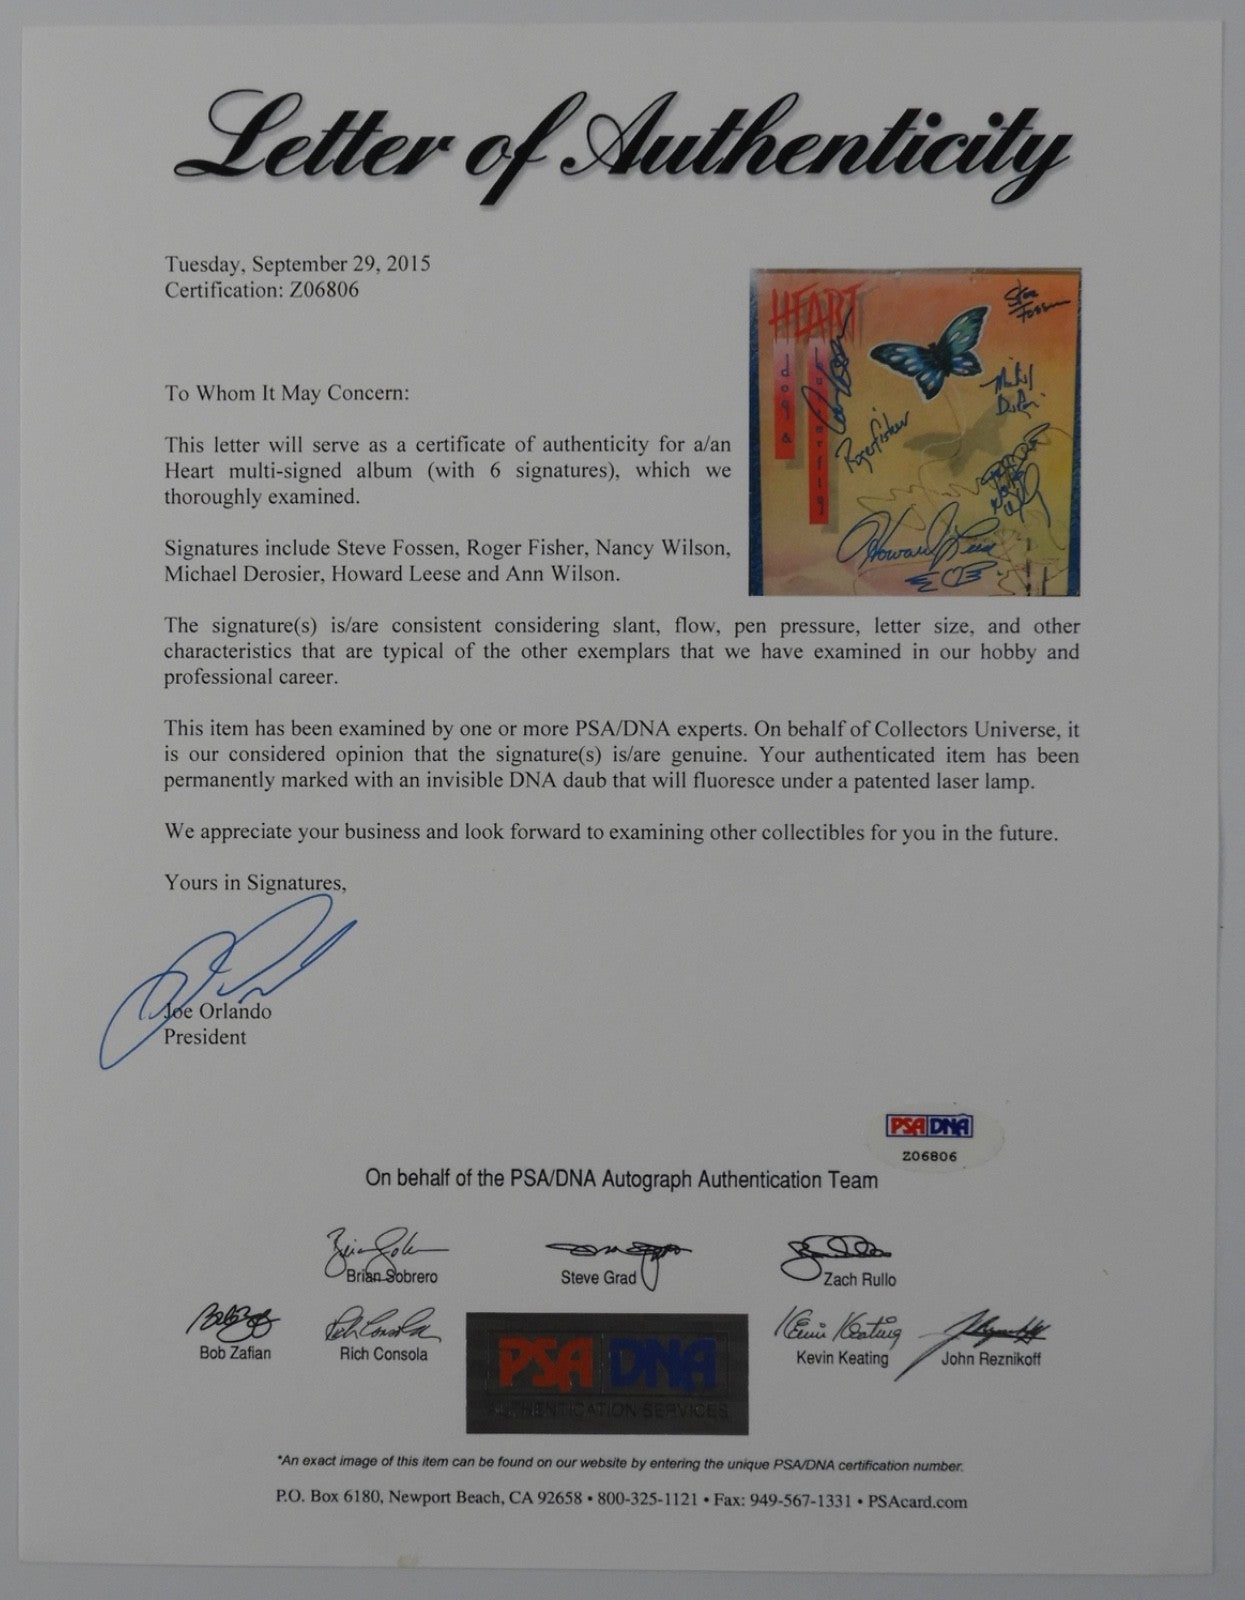 Letter of Authenticity
Tuesday, September 29, 2015
Certification: Z06806
HEART
dog &
butterfly
Steve
Fossen
Roger Fisher
Howard Leese
To Whom It May Concern:
This letter will serve as a certificate of authenticity for a/an
Heart multi-signed album (with 6 signatures), which we
thoroughly examined.
Signatures include Steve Fossen, Roger Fisher, Nancy Wilson,
Michael Derosier, Howard Leese and Ann Wilson.
The signature(s) is/are consistent considering slant, flow, pen pressure, letter size, and other
characteristics that are typical of the other exemplars that we have examined in our hobby and
professional career.
This item has been examined by one or more PSA/DNA experts. On behalf of Collectors Universe, it
is our considered opinion that the signature(s) is/are genuine. Your authenticated item has been
permanently marked with an invisible DNA daub that will fluoresce under a patented laser lamp.
We appreciate your business and look forward to examining other collectibles for you in the future.
Yours in Signatures,
Joe Orlando
President
PSA DNA
Z06806
On behalf of the PSA/DNA Autograph Authentication Team
Brian Sobrero
Steve Grad
Zach Rullo
Bob Zafian
Rich Consola
Kevin Keating
Kevin Keating
John Reznikoff
PSA DNA
AUTHENTICATION SERVICES
*An exact image of this item can be found on our website by entering the unique PSA/DNA certification number.
P.O. Box 6180, Newport Beach, CA 92658 • 800-325-1121 • Fax: 949-567-1331 • PSAcard.com